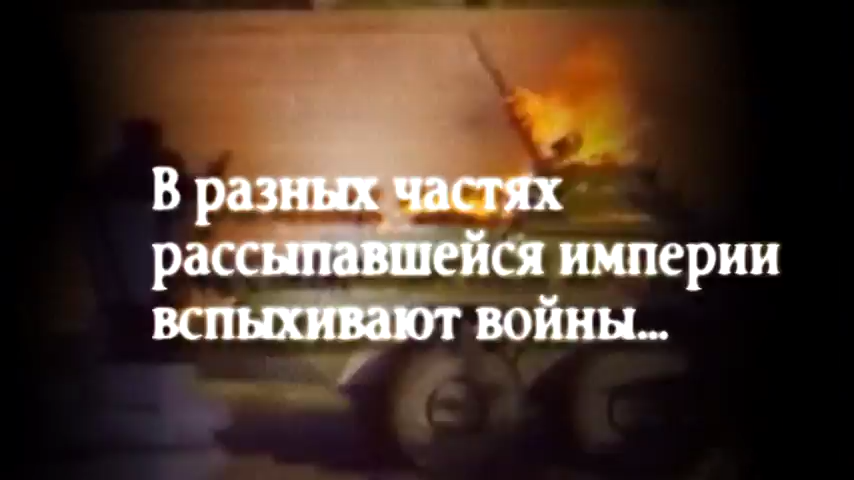 В разных частях
рассыпавшейся империи
вспыхивают войны...